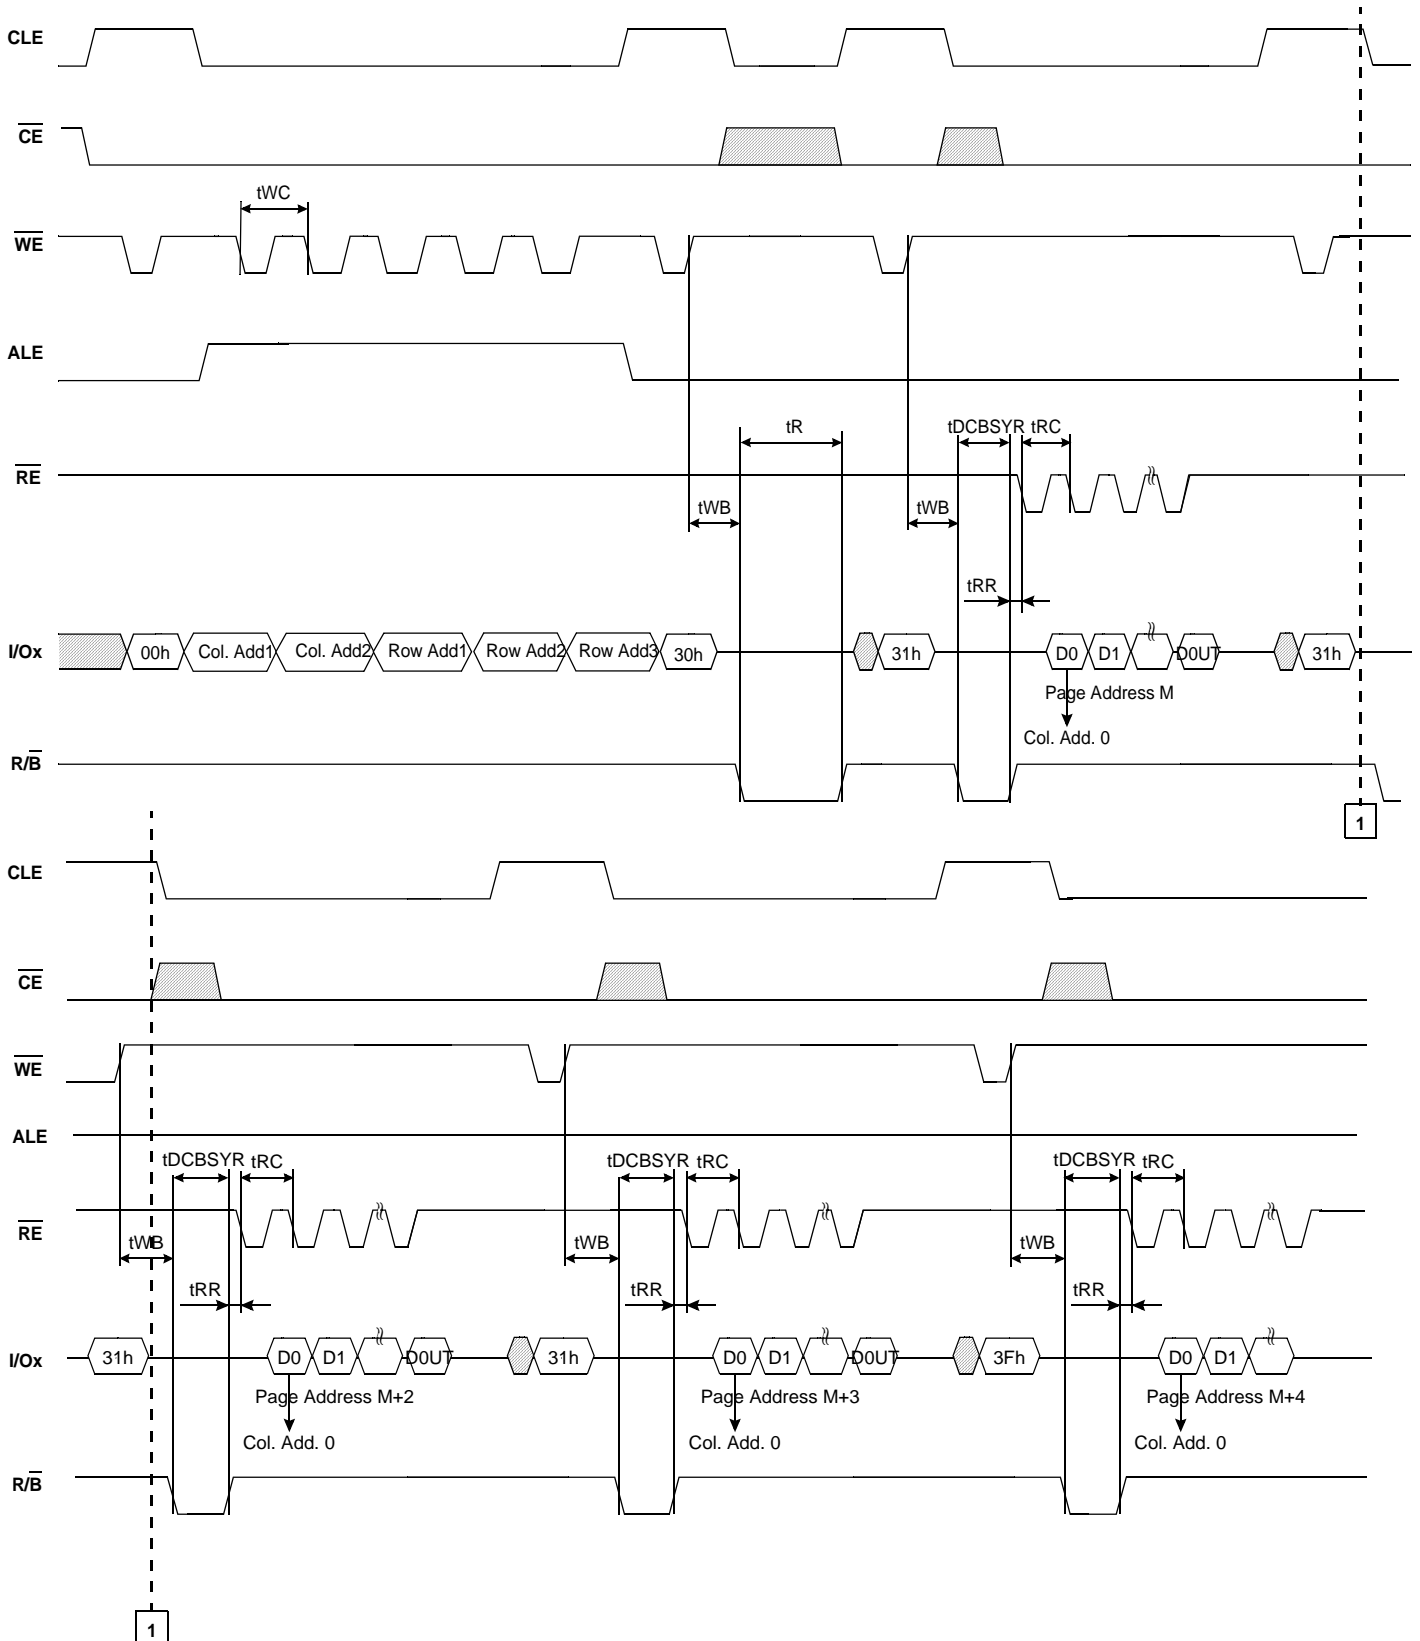 CLE
CE
tWC
WE
ALE
tR
tDCBSYR tRC
RE
tWB
tWB
tRR
I/Ox
00h Col. Add1 Col. Add2 Row Add1 Row Add2 Row Add3 30h 31h D0 D1 D0UT 31h
Page Address M
Col. Add. 0
R/B
1
CLE
CE
WE
ALE
tDCBSYR tRC tDCBSYR tRC tDCBSYR tRC
RE
tWB tWB tWB
tRR tRR tRR
I/Ox
31h D0 D1 D0UT 31h D0 D1 D0UT 3Fh D0 D1
Page Address M+2 Page Address M+3 Page Address M+4
Col. Add. 0 Col. Add. 0 Col. Add. 0
R/B
1